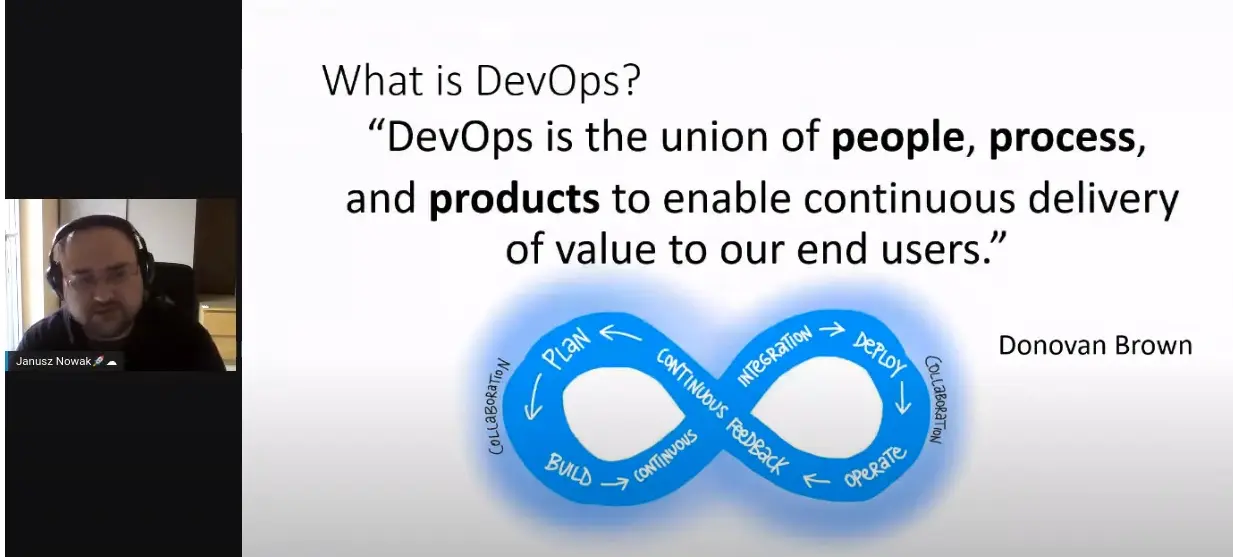 What is DevOps?
“DevOps is the union of people, process,
and products to enable continuous delivery
of value to our end users.”
Donovan Brown
Janusz Nowak🚀☁
COLLABORATION
PLAN
BUILD
CONTINUOUS
INTEGRATION
DEPLOY
OPERATE
CONTINUOUS FEEDBACK
COLLABORATION